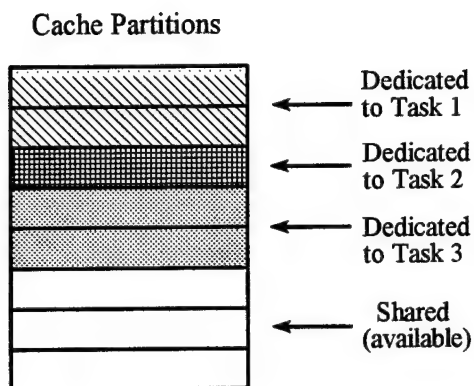 Cache Partitions
Dedicated
to Task 1
Dedicated
to Task 2
Dedicated
to Task 3
Shared
(available)